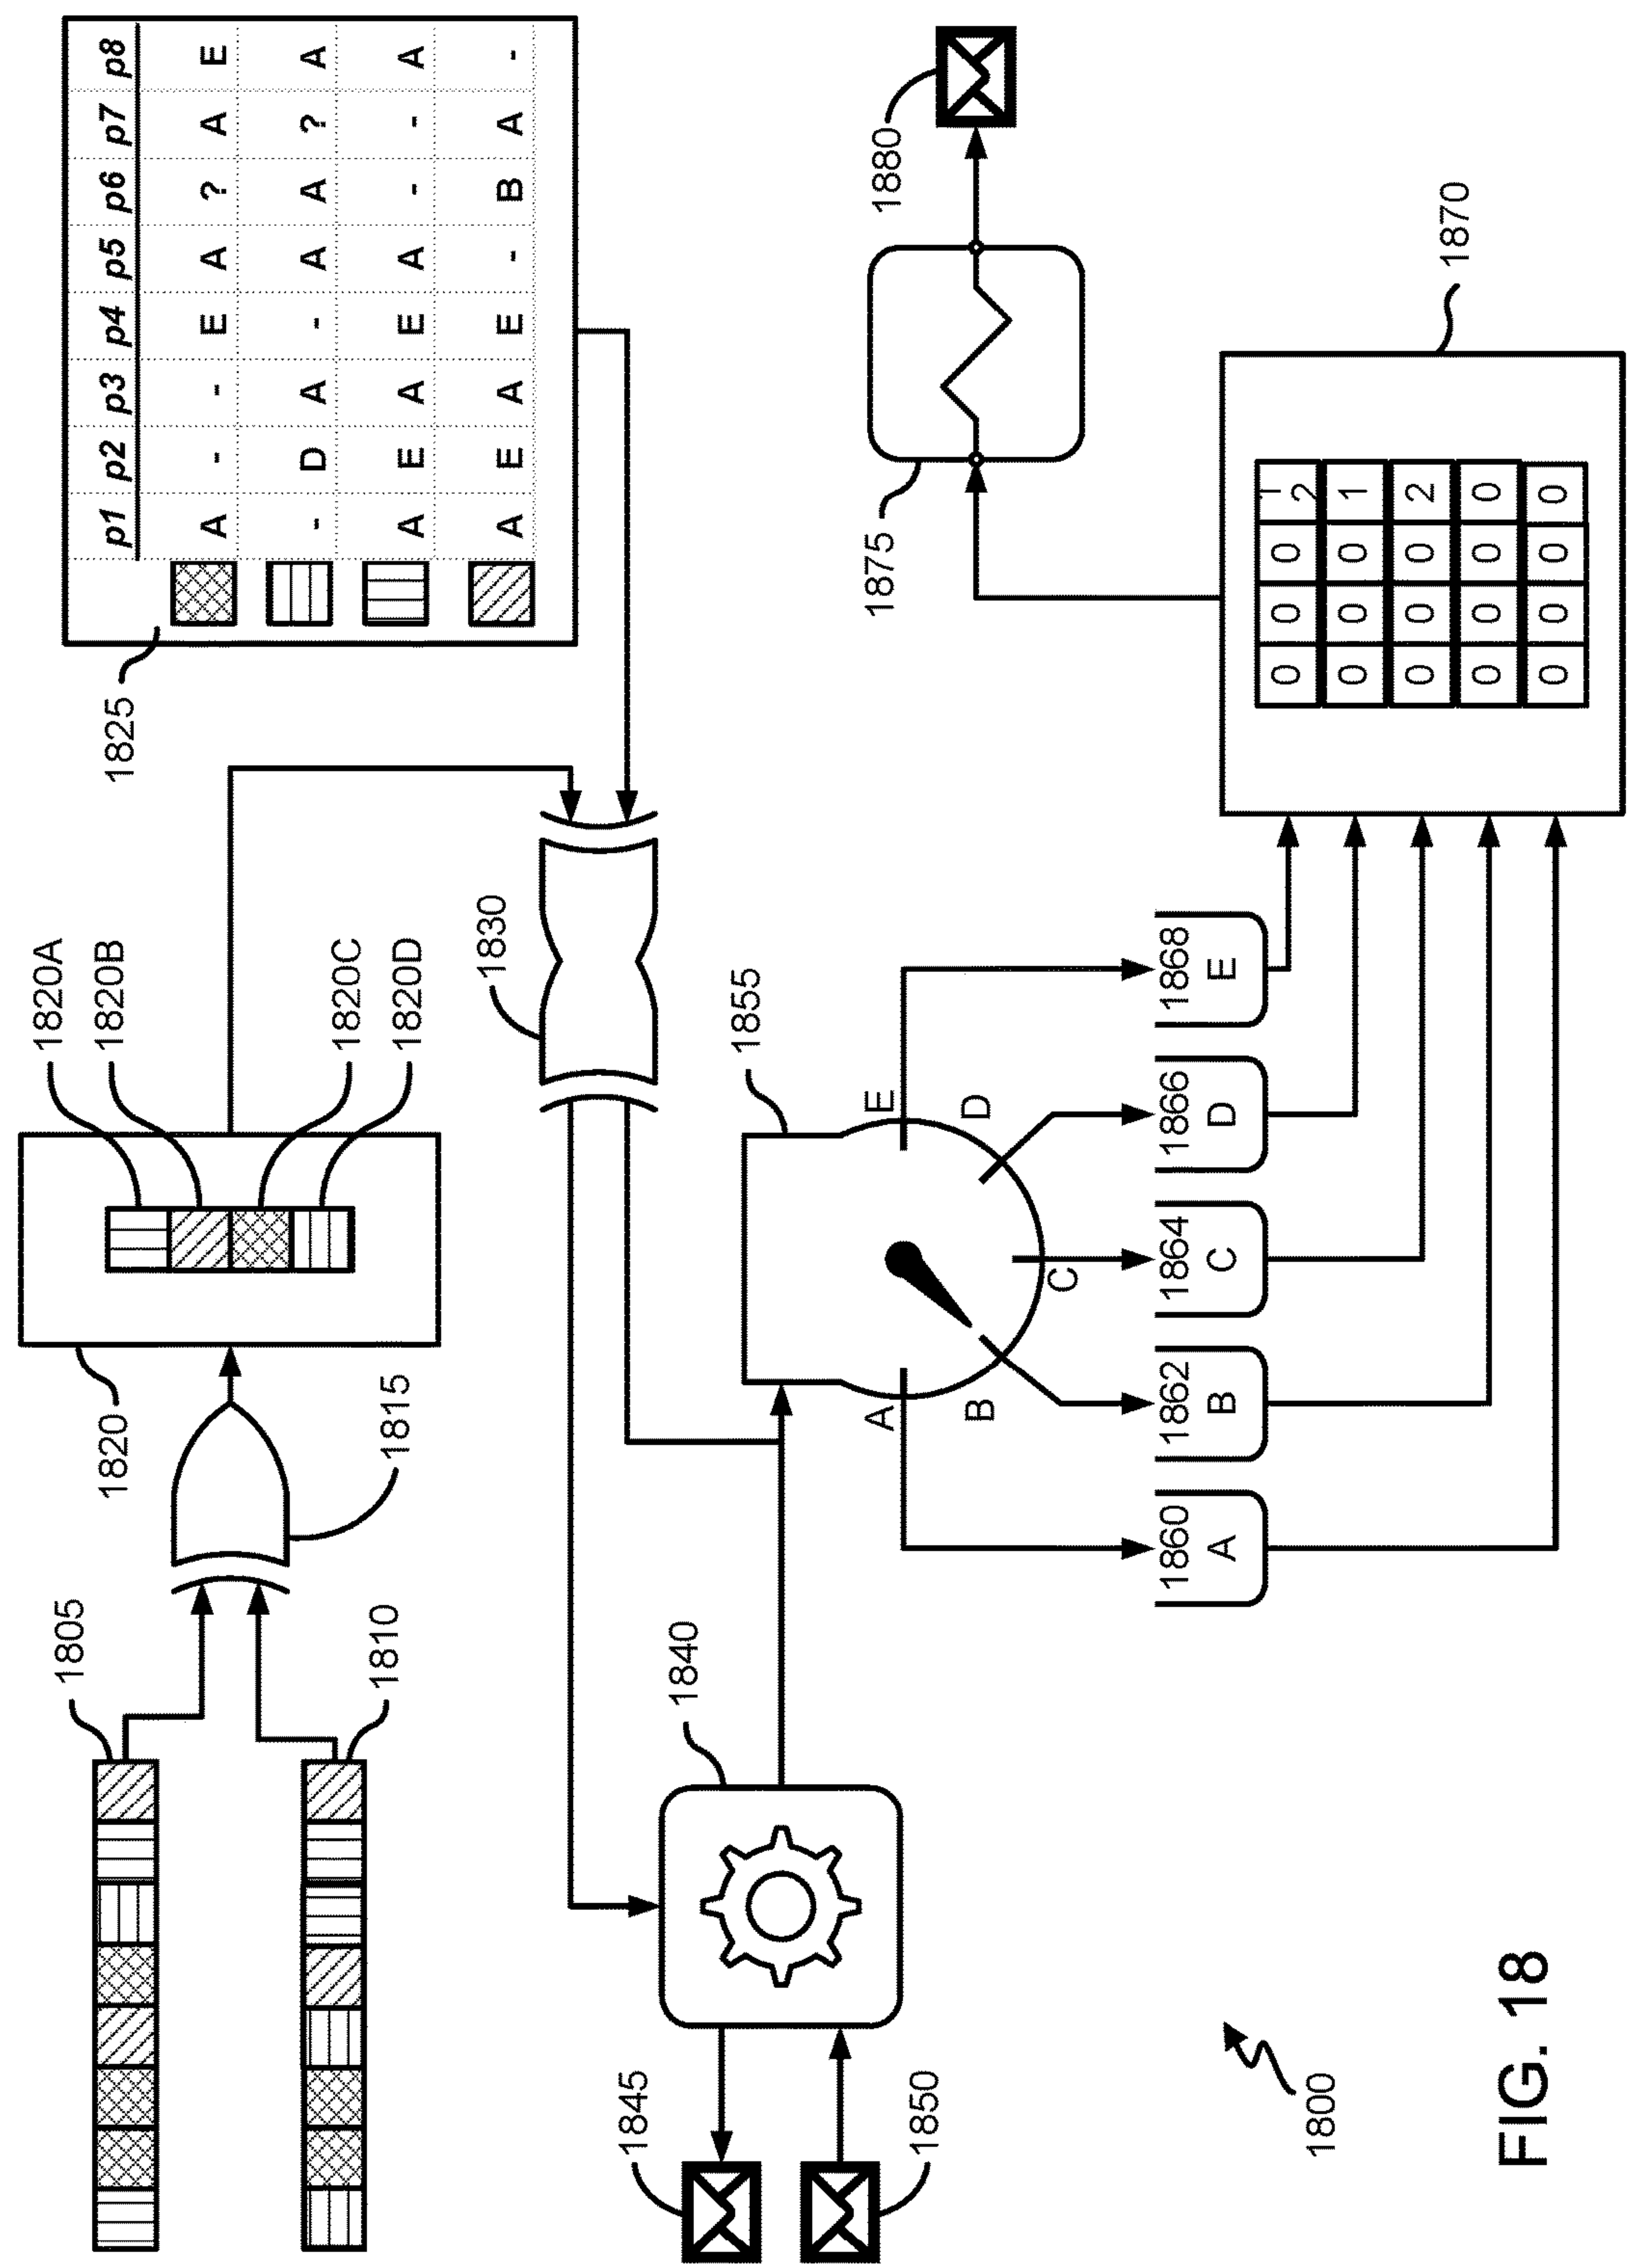 1805
1810
1815
1820
1820A
1820B
1820C
1820D
1825
p1 p2 p3 p4 p5 p6 p7 p8
A - - E A ? A E
- D A - A A ? A
A E A E A - - A
A E A E - B A -
1830
1840
1845
1850
1855
A
B
C
D
E
1860
A
1862
B
1864
C
1866
D
1868
E
1875
1880
1870
0 0 0 1
2
0 0 0 1
0 0 0 2
0 0 0 0
0 0 0 0
1800
FIG. 18